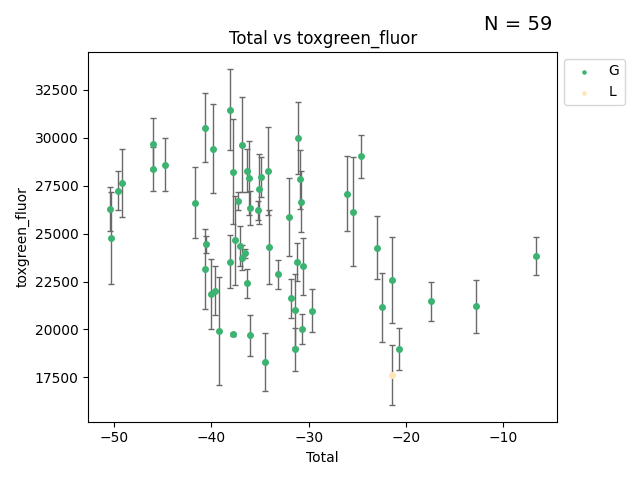 N = 59
Total vs toxgreen_fluor
G
L
toxgreen_fluor
32500
30000
27500
25000
22500
20000
17500
−50
−40
−30
−20
−10
Total